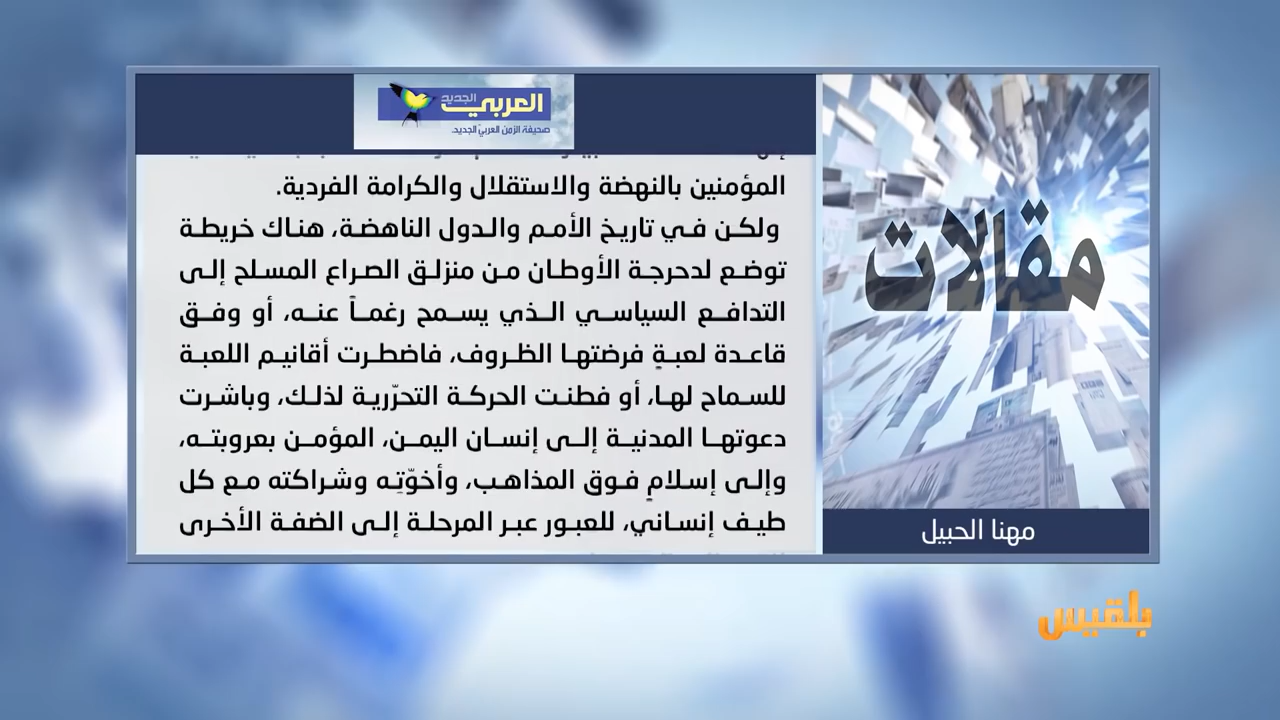 العربي الجديد
صحيفة الزمن العربيّ الجديد.
المؤمنين بالنهضة والاستقلال والكرامة الفردية.
ولكن في تاريخ الأمم والدول الناهضة، هناك خريطة
توضع لدحرجة الأوطان من منزلق الصراع المسلح إلى
التدافع السياسي الذي يسمح رغماً عنه، أو وفق
قاعدة لعبةٍ فرضتها الظروف، فاضطرت أقانيم اللعبة
للسماح لها، أو فطنت الحركة التحرّرية لذلك، وباشرت
دعوتها المدنية إلى إنسان اليمن، المؤمن بعروبته،
وإلى إسلامٍ فوق المذاهب، وأخوّتِه وشراكته مع كل
طيف إنساني، للعبور عبر المرحلة إلى الضفة الأخرى
مقالات
مهنا الحبيل
بلقيس